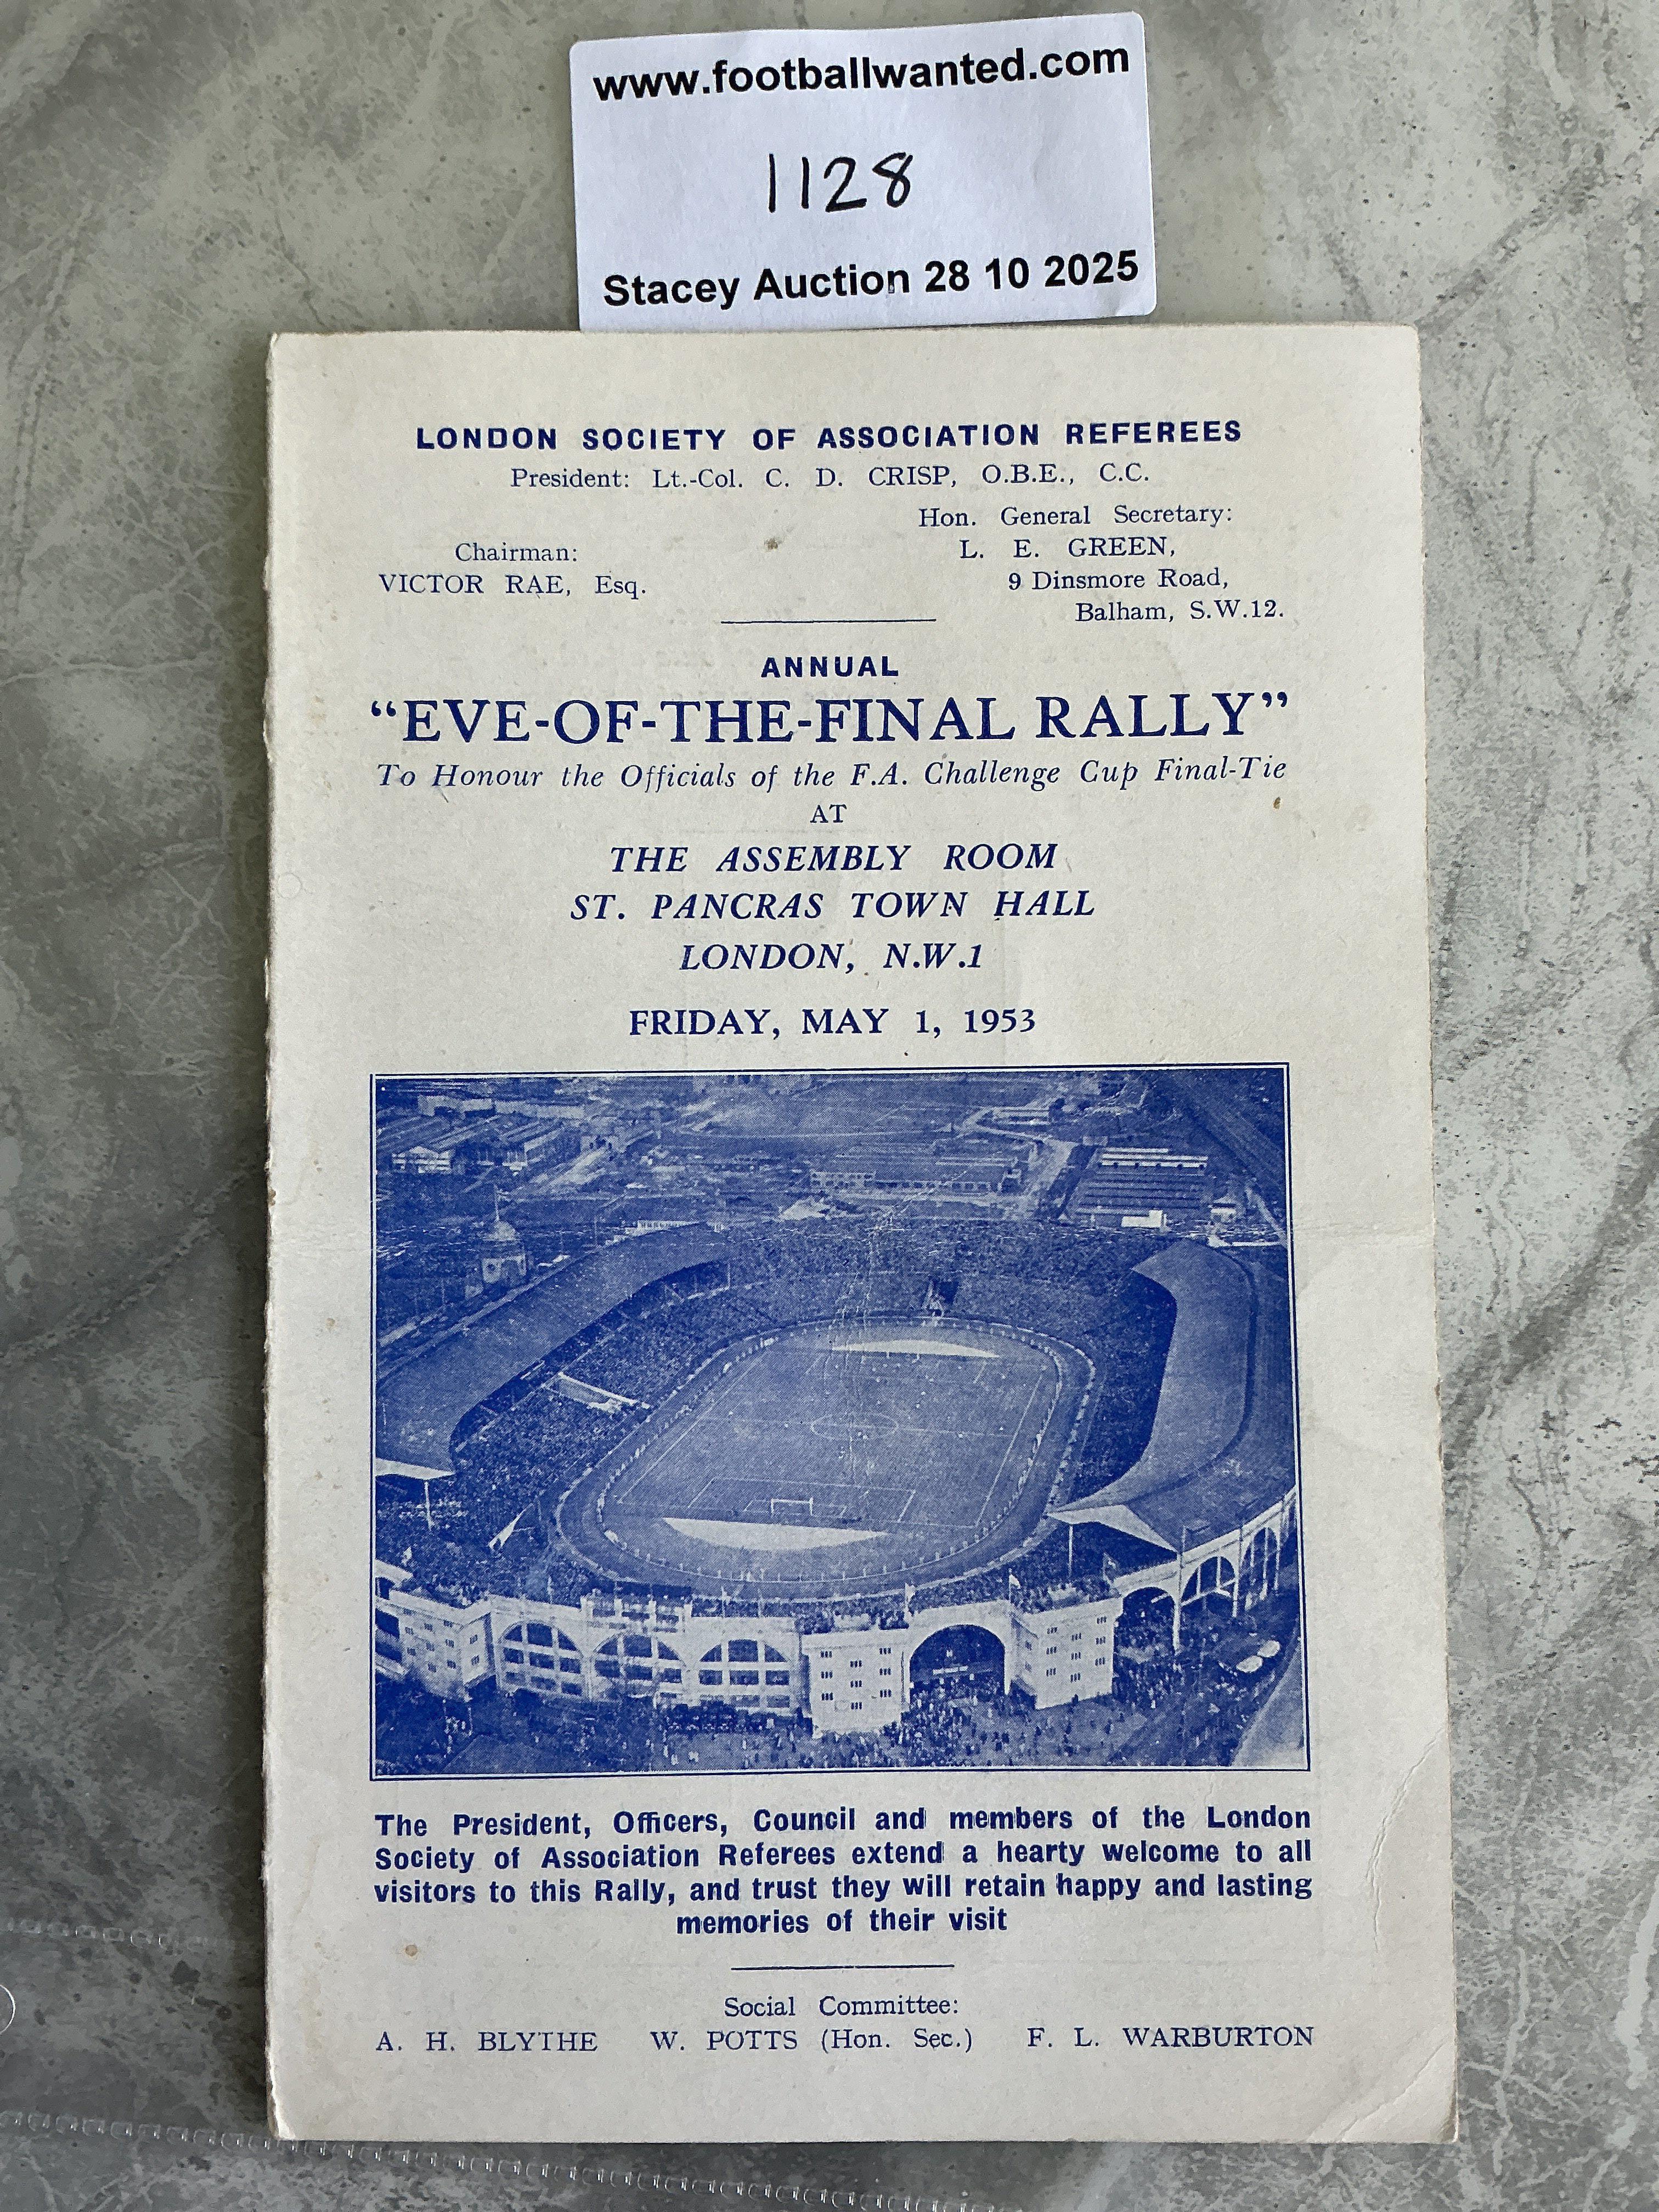 www.footballwanted.com
1128
Stacey Auction 28 10 2025
LONDON SOCIETY OF ASSOCIATION REFEREES
President: Lt.-Col. C. D. CRISP, O.B.E., C.C.
Chairman:
VICTOR RAE, Esq.
Hon. General Secretary:
L. E. GREEN,
9 Dinsmore Road,
Balham, S.W.12.
ANNUAL
“EVE-OF-THE-FINAL RALLY”
To Honour the Officials of the F.A. Challenge Cup Final-Tie
AT
THE ASSEMBLY ROOM
ST. PANCRAS TOWN HALL
LONDON, N.W.1
FRIDAY, MAY 1, 1953
The President, Officers, Council and members of the London
Society of Association Referees extend a hearty welcome to all
visitors to this Rally, and trust they will retain happy and lasting
memories of their visit
Social Committee:
A. H. BLYTHE W. POTTS (Hon. Sec.) F. L. WARBURTON